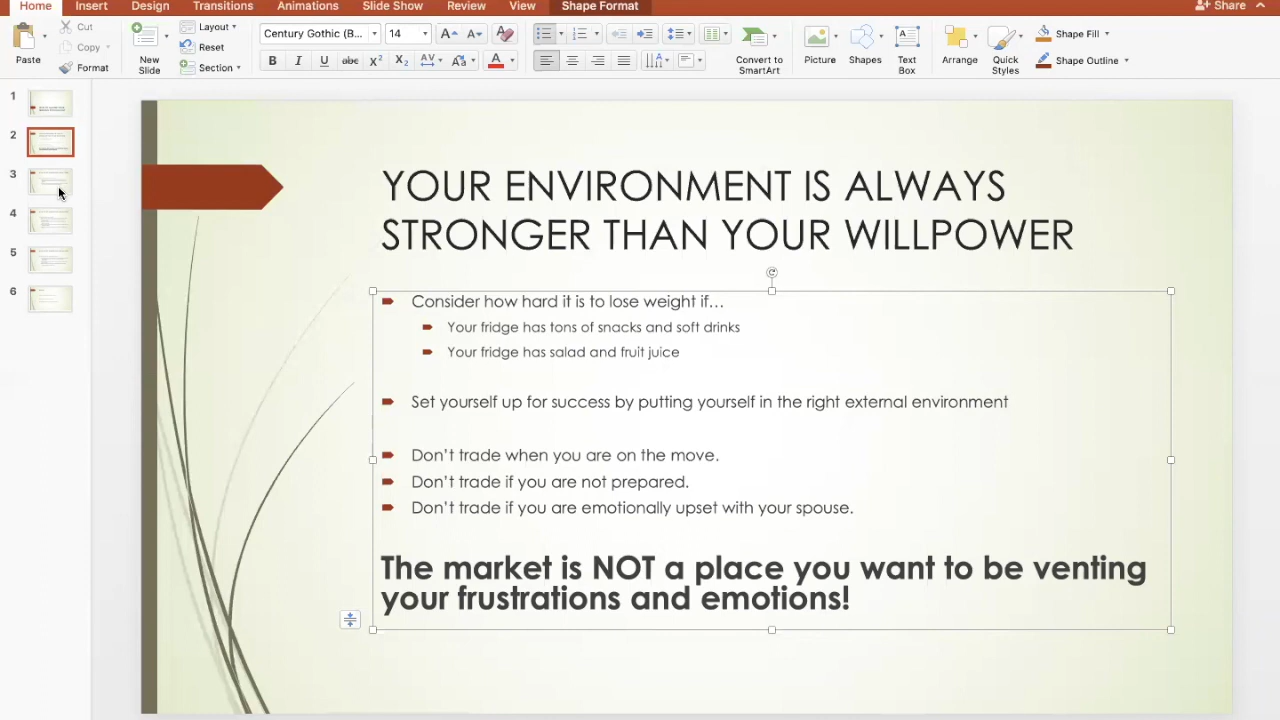 Home Insert Design Transitions Animations Slide Show Review View Shape Format Share
Cut
Copy
Format
Paste
New Slide
Layout
Reset
Section
Century Gothic (B... 14
Convert to SmartArt
Picture
Shapes
Text Box
Arrange
Quick Styles
Shape Fill
Shape Outline
1
2
3
4
5
6
YOUR ENVIRONMENT IS ALWAYS
STRONGER THAN YOUR WILLPOWER
Consider how hard it is to lose weight if…
Your fridge has tons of snacks and soft drinks
Your fridge has salad and fruit juice
Set yourself up for success by putting yourself in the right external environment
Don't trade when you are on the move.
Don't trade if you are not prepared.
Don't trade if you are emotionally upset with your spouse.
The market is NOT a place you want to be venting
your frustrations and emotions!